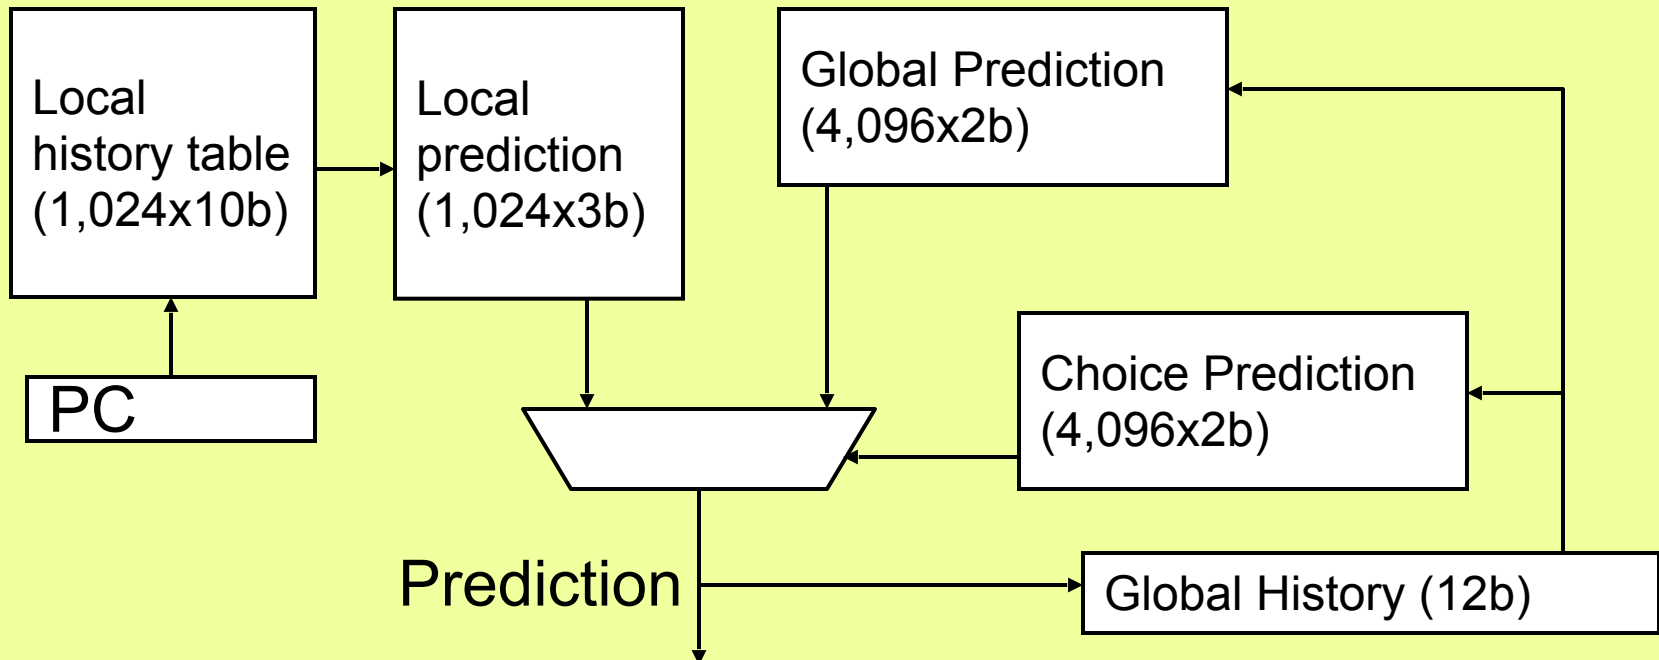 Local
history table
(1,024x10b)
Local
prediction
(1,024x3b)
Global Prediction
(4,096x2b)
PC
Choice Prediction
(4,096x2b)
Prediction
Global History (12b)